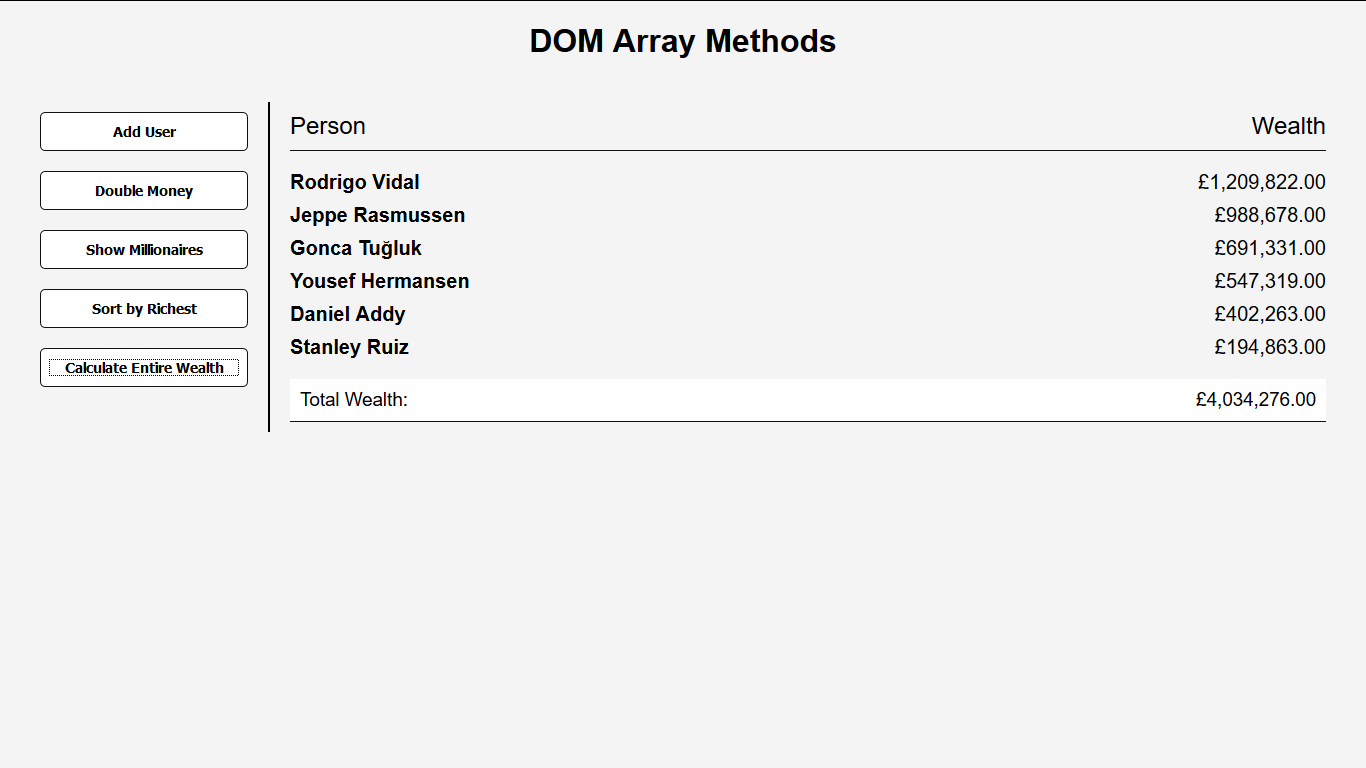 DOM Array Methods
Add User
Double Money
Show Millionaires
Sort by Richest
Calculate Entire Wealth
Person Wealth
Rodrigo Vidal £1,209,822.00
Jeppe Rasmussen £988,678.00
Gonca Tuğluk £691,331.00
Yousef Hermansen £547,319.00
Daniel Addy £402,263.00
Stanley Ruiz £194,863.00
Total Wealth: £4,034,276.00